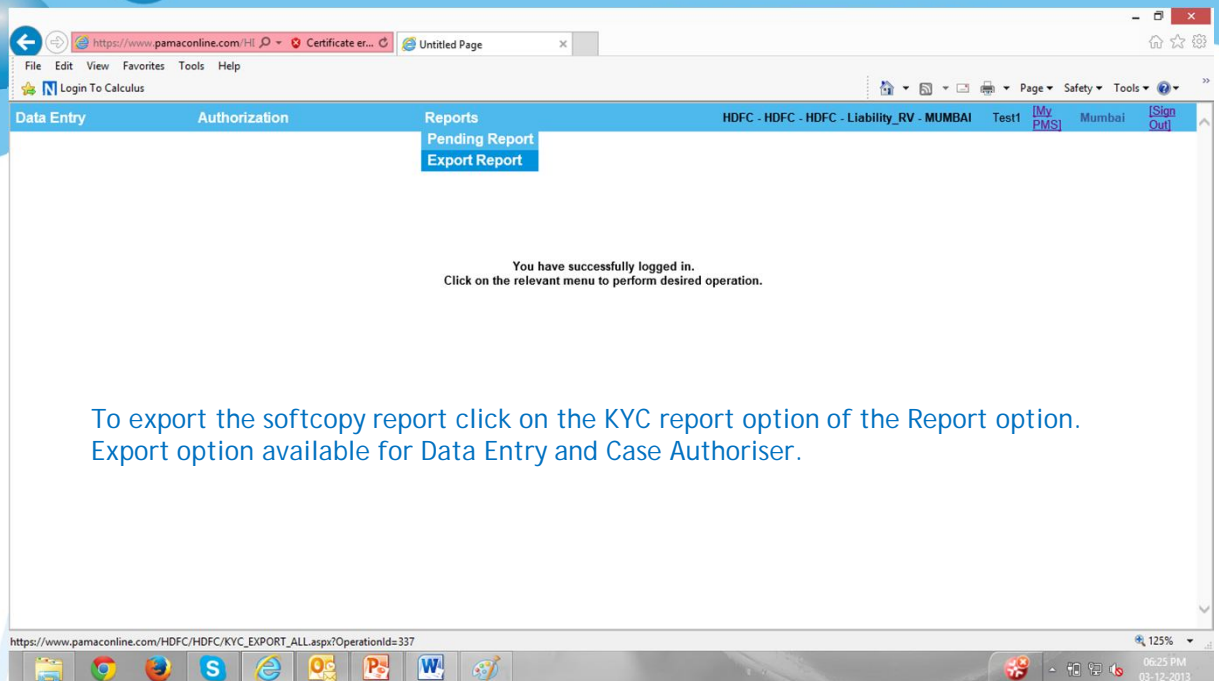 https://www.pamaconline.com/HI
Certificate er...
Untitled Page
File Edit View Favorites Tools Help
Login To Calculus
Page Safety Tools
Data Entry Authorization Reports HDFC - HDFC - HDFC - Liability_RV - MUMBAI Test1 [My PMS] Mumbai [Sign Out]
Pending Report
Export Report
You have successfully logged in.
Click on the relevant menu to perform desired operation.
To export the softcopy report click on the KYC report option of the Report option.
Export option available for Data Entry and Case Authoriser.
https://www.pamaconline.com/HDFC/HDFC/KYC_EXPORT_ALL.aspx?OperationId=337
125%
06:25 PM
03-12-2013